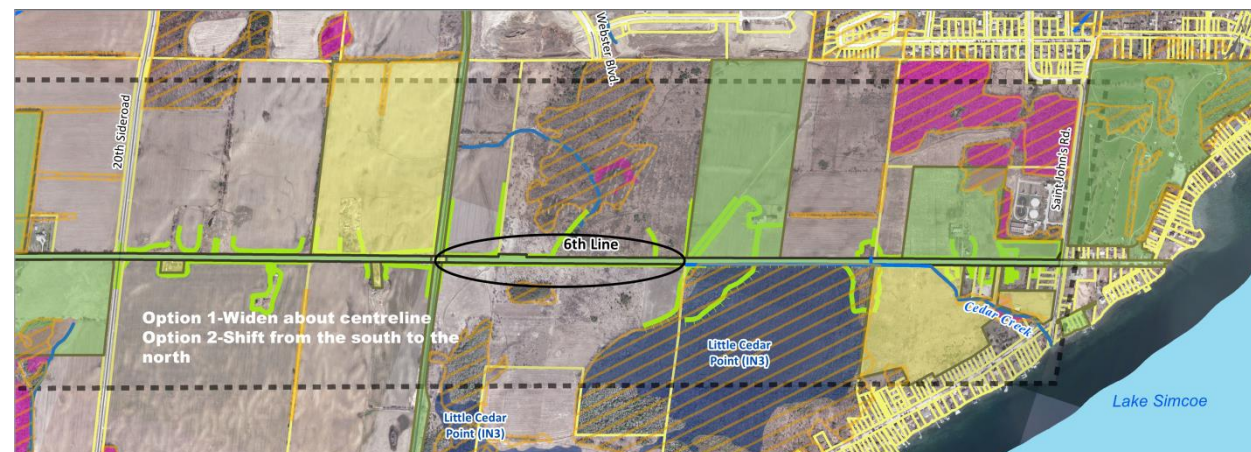 Webster Blvd.
20th Sideroad
Saint John's Rd.
6th Line
Option 1-Widen about centreline
Option 2-Shift from the south to the
north
Cedar Creek
Little Cedar
Point (IN3)
Little Cedar
Point (IN3)
Lake Simcoe